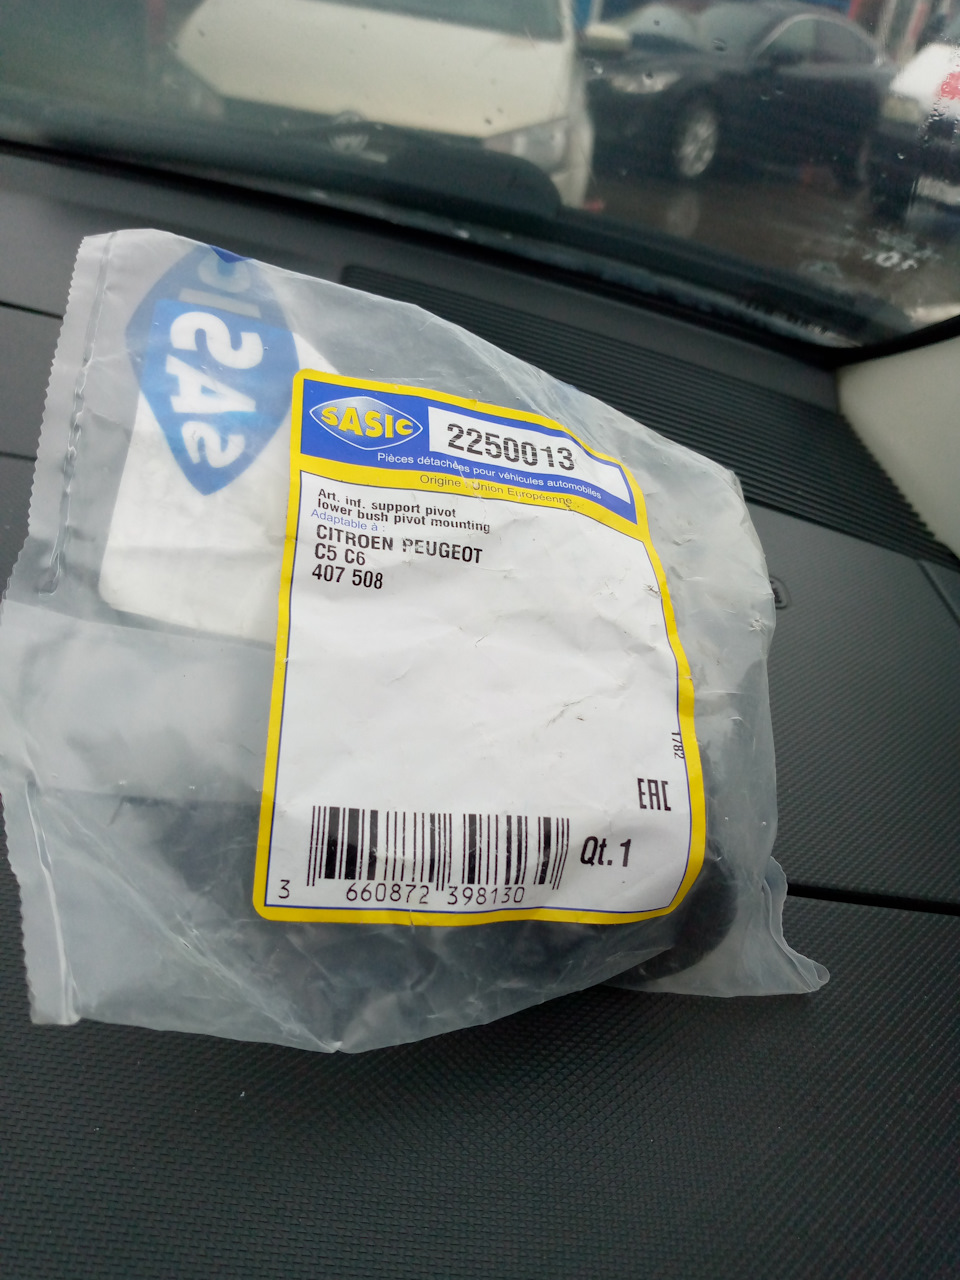 SASIC
SASIC
2250013
Pièces détachées pour véhicules automobiles
Origine : Union Européenne
Art. inf. support pivot
lower bush pivot mounting
Adaptable à :
CITROEN PEUGEOT
C5 C6
407 508
1782
EAC
Qt.1
3 660872 398130